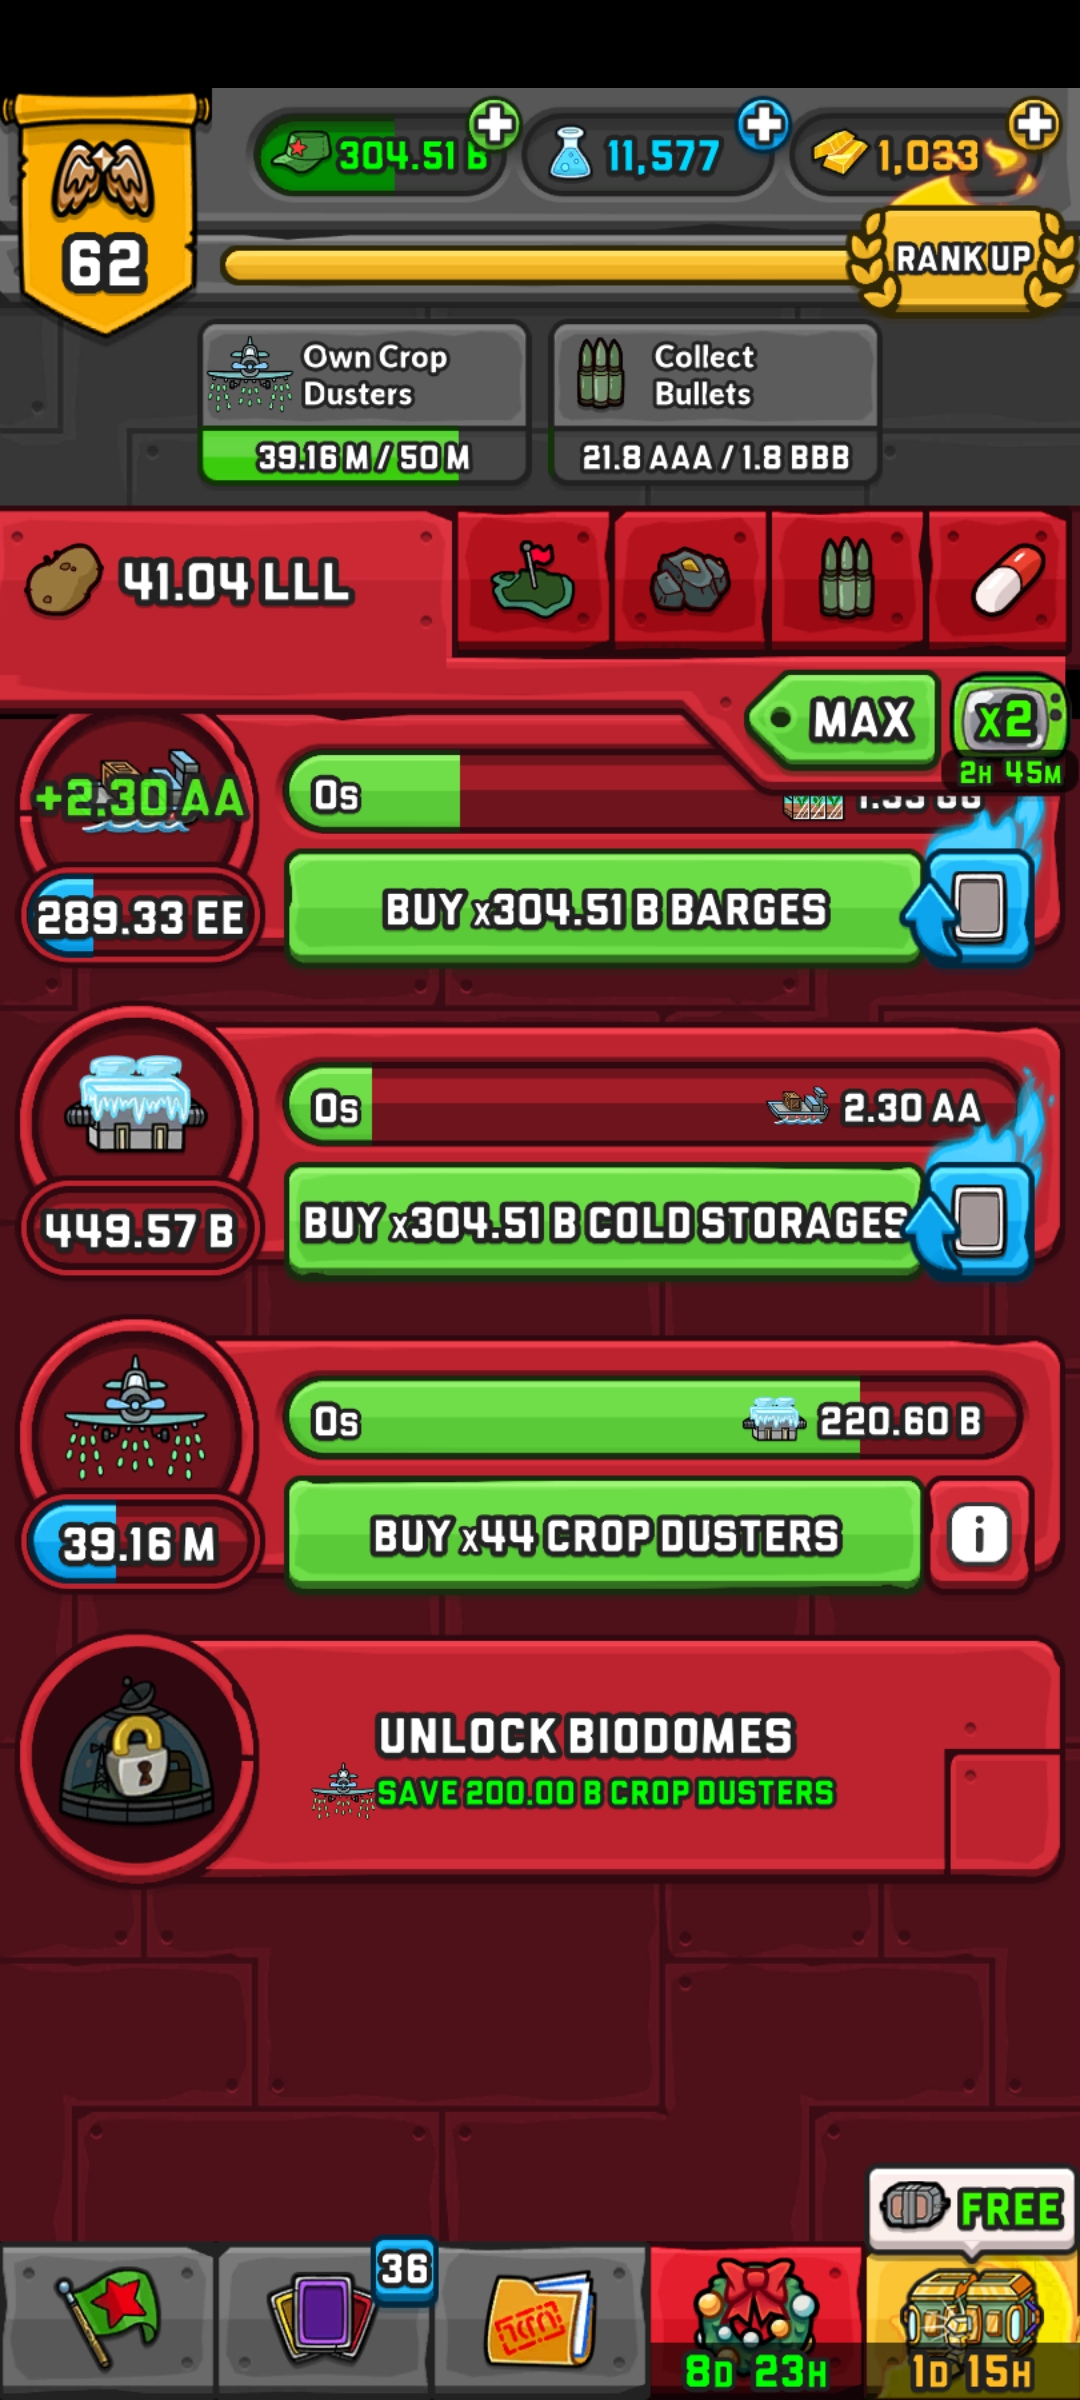 304.51 B
11,577
1,033
62
RANK UP
Own Crop
Dusters
39.16 M / 50 M
Collect
Bullets
21.8 AAA / 1.8 BBB
41.04 LLL
MAX
x2
2H 45M
+2.30 AA
0s
289.33 EE
BUY x304.51 B BARGES
0s
2.30 AA
449.57 B
BUY x304.51 B COLD STORAGES
0s
220.60 B
39.16 M
BUY x44 CROP DUSTERS
i
UNLOCK BIODOMES
SAVE 200.00 B CROP DUSTERS
FREE
36
8D 23H
1D 15H